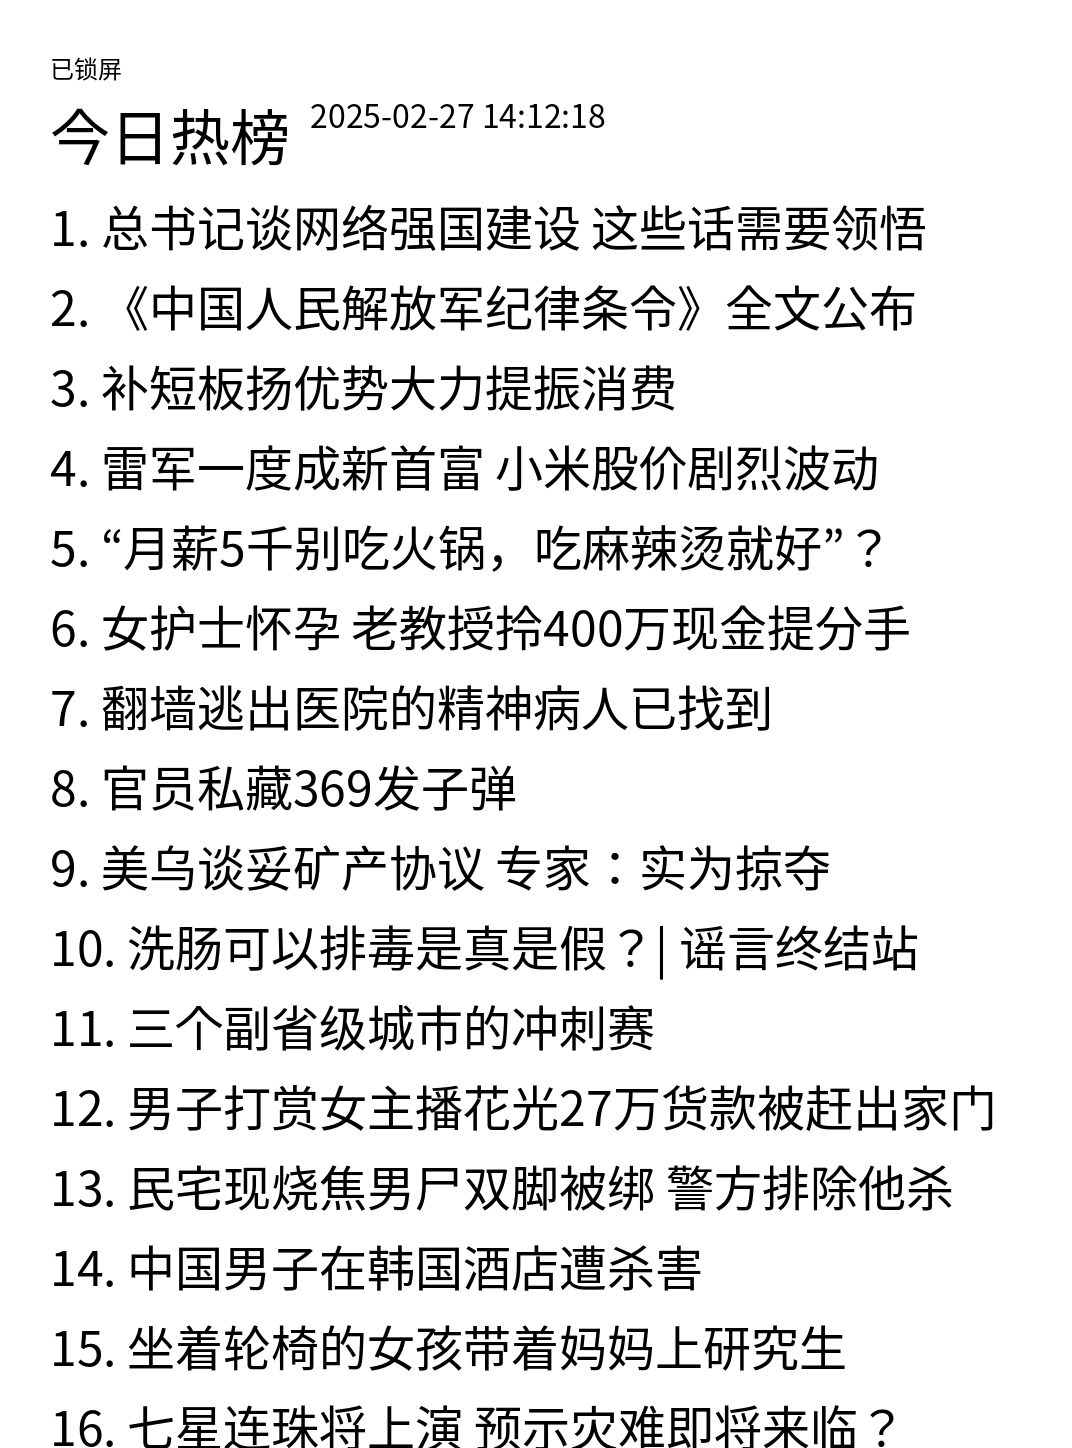 已锁屏
今日热榜 2025-02-27 14:12:18
1. 总书记谈网络强国建设 这些话需要领悟
2. 《中国人民解放军纪律条令》全文公布
3. 补短板扬优势大力提振消费
4. 雷军一度成新首富 小米股价剧烈波动
5. “月薪5千别吃火锅，吃麻辣烫就好”？
6. 女护士怀孕 老教授拎400万现金提分手
7. 翻墙逃出医院的精神病人已找到
8. 官员私藏369发子弹
9. 美乌谈妥矿产协议 专家：实为掠夺
10. 洗肠可以排毒是真是假？| 谣言终结站
11. 三个副省级城市的冲刺赛
12. 男子打赏女主播花光27万货款被赶出家门
13. 民宅现烧焦男尸双脚被绑 警方排除他杀
14. 中国男子在韩国酒店遭杀害
15. 坐着轮椅的女孩带着妈妈上研究生
16. 七星连珠将上演 预示灾难即将来临？